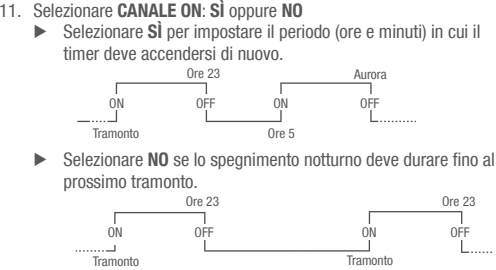 11. Selezionare CANALE ON: SÌ oppure NO
▶ Selezionare SÌ per impostare il periodo (ore e minuti) in cui il
timer deve accendersi di nuovo.
Ore 23 Aurora
ON OFF ON OFF
Tramonto Ore 5
▶ Selezionare NO se lo spegnimento notturno deve durare fino al
prossimo tramonto.
Ore 23 Ore 23
ON OFF ON OFF
Tramonto Tramonto